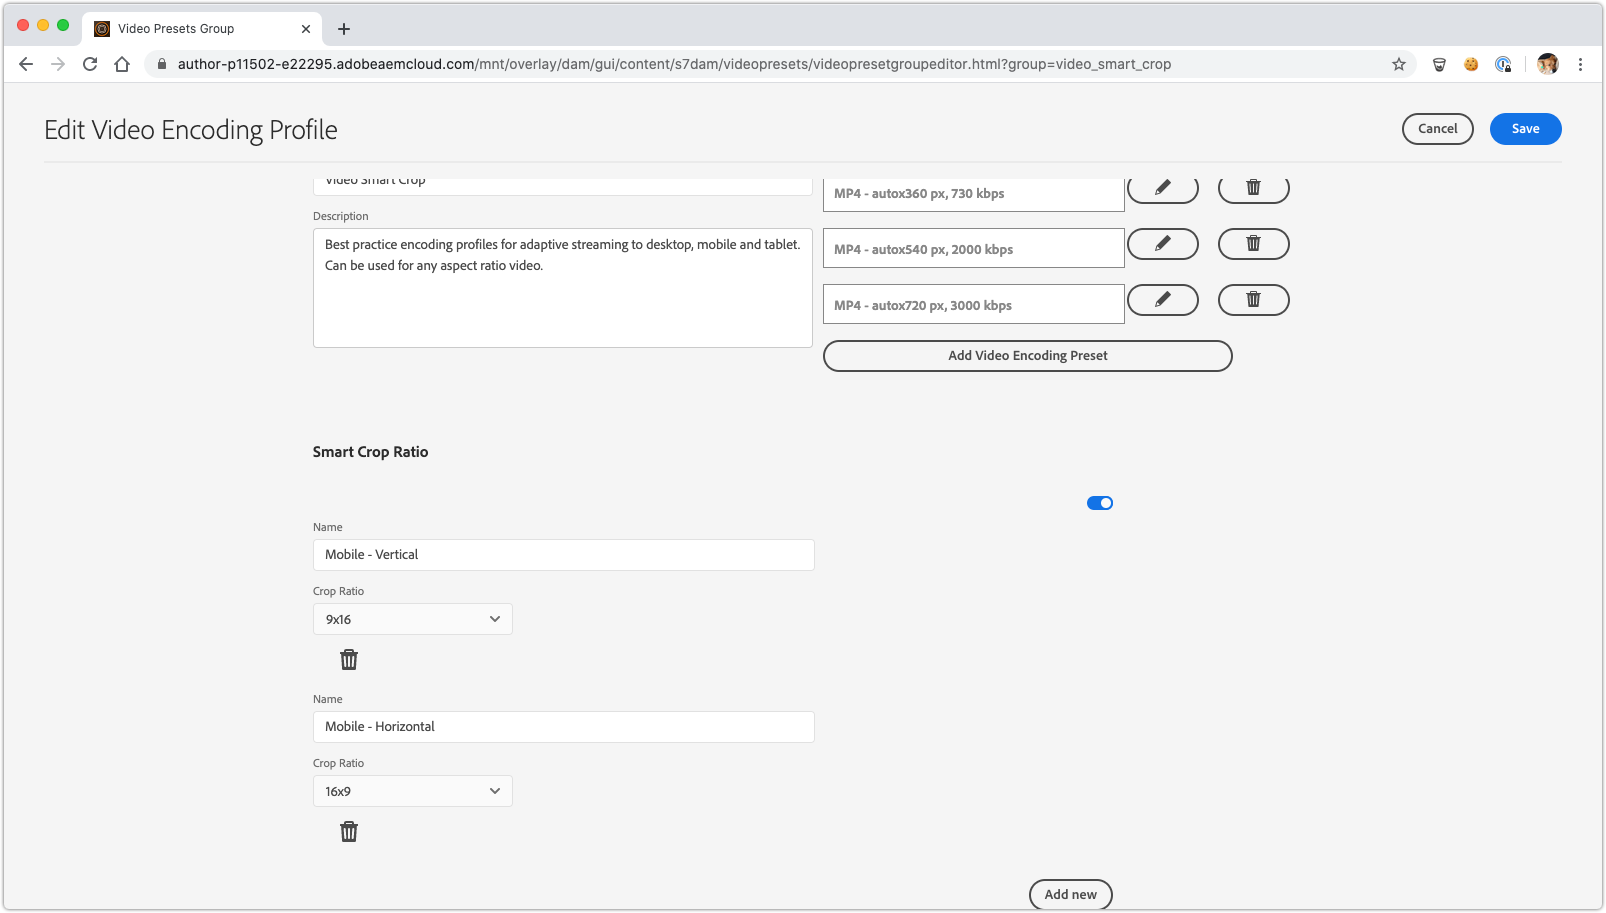 Video Presets Group
author-p11502-e22295.adobeaemcloud.com/mnt/overlay/dam/gui/content/s7dam/videopresets/videopresetgroupeditor.html?group=video_smart_crop
Edit Video Encoding Profile
Cancel
Save
Video Smart Crop
MP4 - autox360 px, 730 kbps
Description
Best practice encoding profiles for adaptive streaming to desktop, mobile and tablet.
Can be used for any aspect ratio video.
MP4 - autox540 px, 2000 kbps
MP4 - autox720 px, 3000 kbps
Add Video Encoding Preset
Smart Crop Ratio
Name
Mobile - Vertical
Crop Ratio
9x16
Name
Mobile - Horizontal
Crop Ratio
16x9
Add new